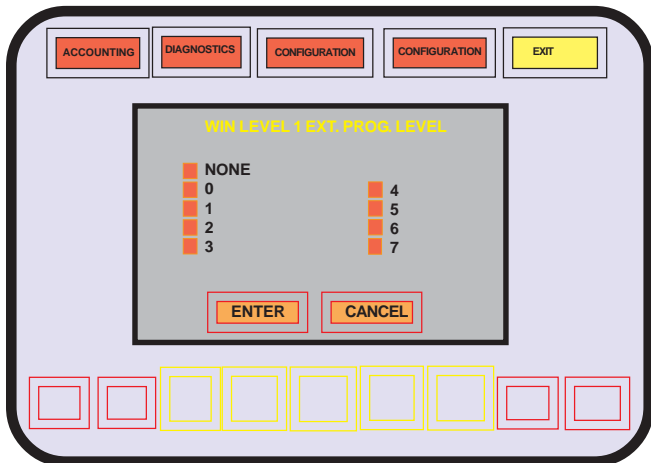 ACCOUNTING
DIAGNOSTICS
CONFIGURATION
CONFIGURATION
EXIT
WIN LEVEL 1 EXT. PROG. LEVEL
NONE
0
1
2
3
4
5
6
7
ENTER
CANCEL